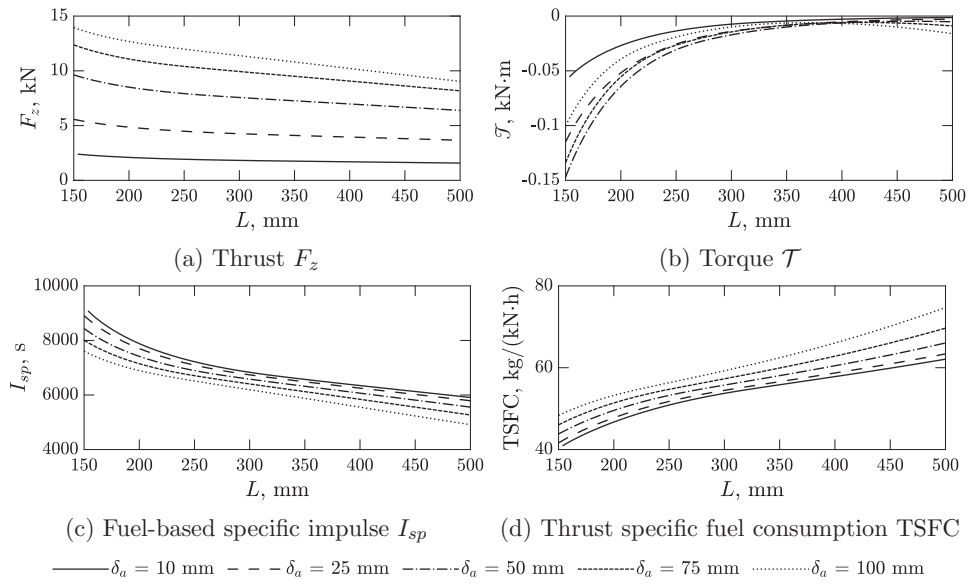 15
10
5
0
F_z, kN
150 200 250 300 350 400 450 500
L, mm
(a) Thrust F_z
0
-0.05
-0.1
-0.15
𝒯, kN·m
150 200 250 300 350 400 450 500
L, mm
(b) Torque 𝒯
10000
8000
6000
4000
I_sp, s
150 200 250 300 350 400 450 500
L, mm
(c) Fuel-based specific impulse I_sp
80
60
40
TSFC, kg/(kN·h)
150 200 250 300 350 400 450 500
L, mm
(d) Thrust specific fuel consumption TSFC
δ_a = 10 mm δ_a = 25 mm δ_a = 50 mm δ_a = 75 mm δ_a = 100 mm